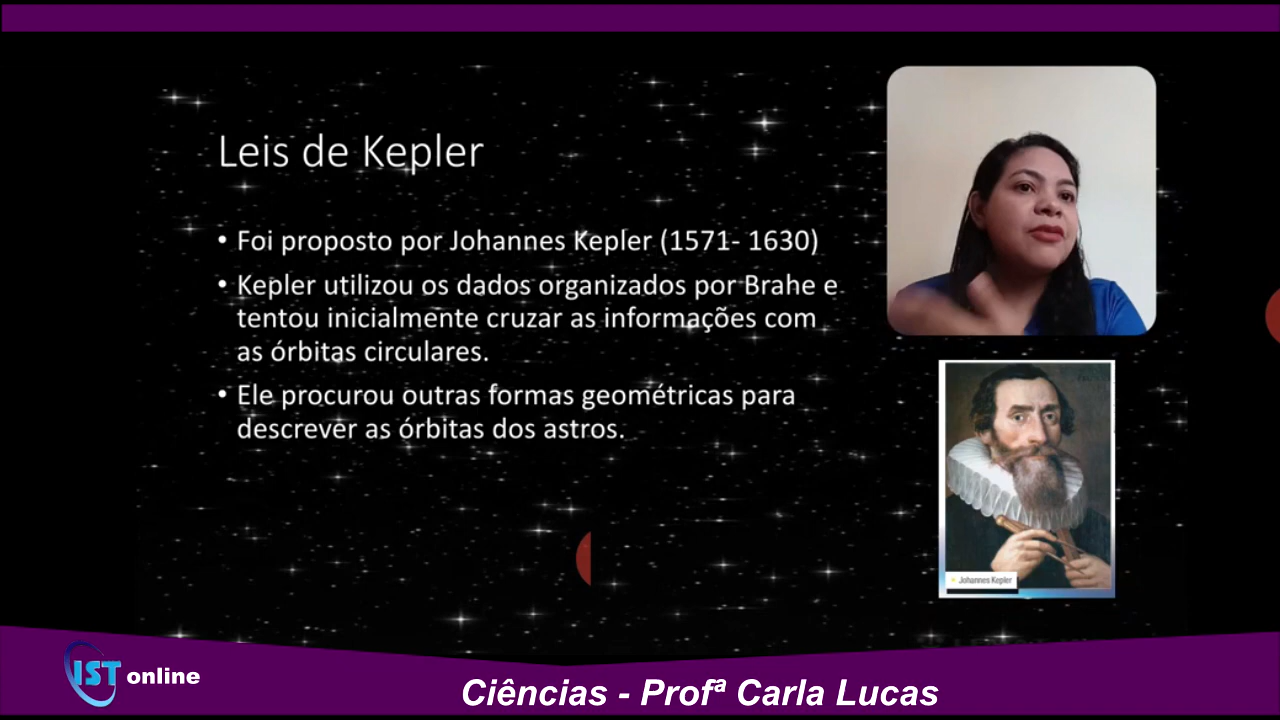 Leis de Kepler
• Foi proposto por Johannes Kepler (1571- 1630)
• Kepler utilizou os dados organizados por Brahe e
tentou inicialmente cruzar as informações com
as órbitas circulares.
• Ele procurou outras formas geométricas para
descrever as órbitas dos astros.
Johannes Kepler
IST online
Ciências - Profª Carla Lucas